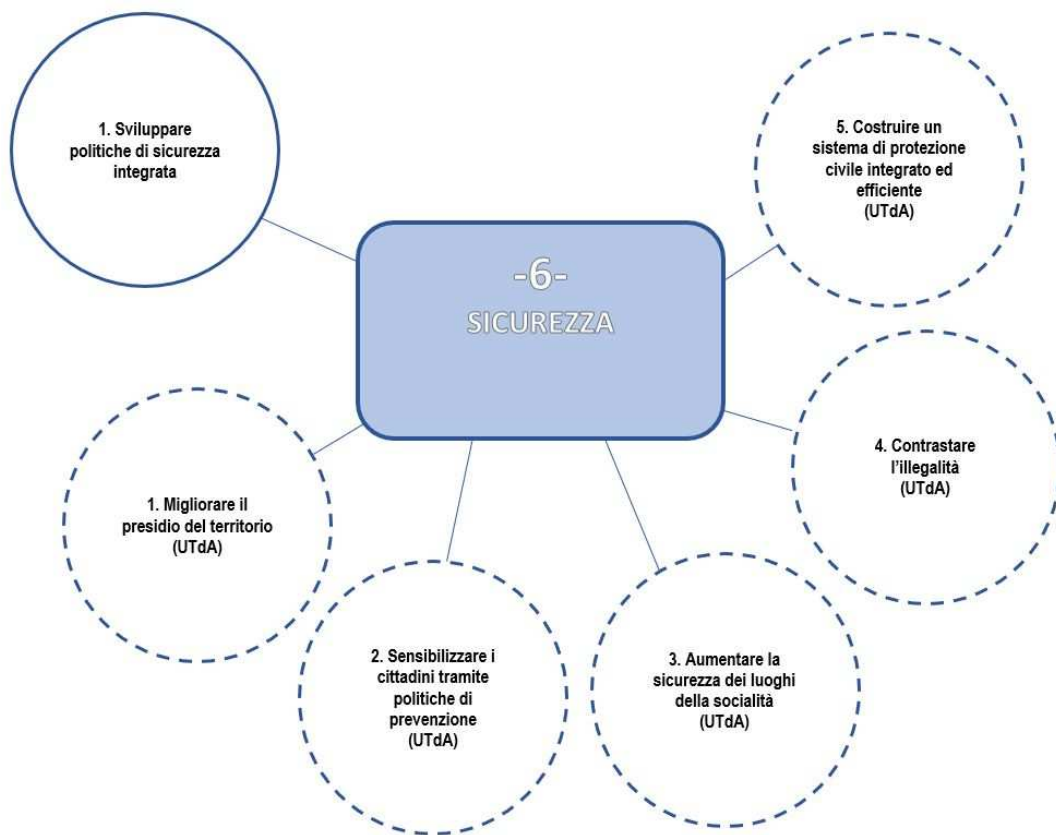 1. Sviluppare
politiche di sicurezza
integrata
5. Costruire un
sistema di protezione
civile integrato ed
efficiente
(UTdA)
-6-
SICUREZZA
4. Contrastare
l’illegalità
(UTdA)
1. Migliorare il
presidio del territorio
(UTdA)
2. Sensibilizzare i
cittadini tramite
politiche di
prevenzione
(UTdA)
3. Aumentare la
sicurezza dei luoghi
della socialità
(UTdA)